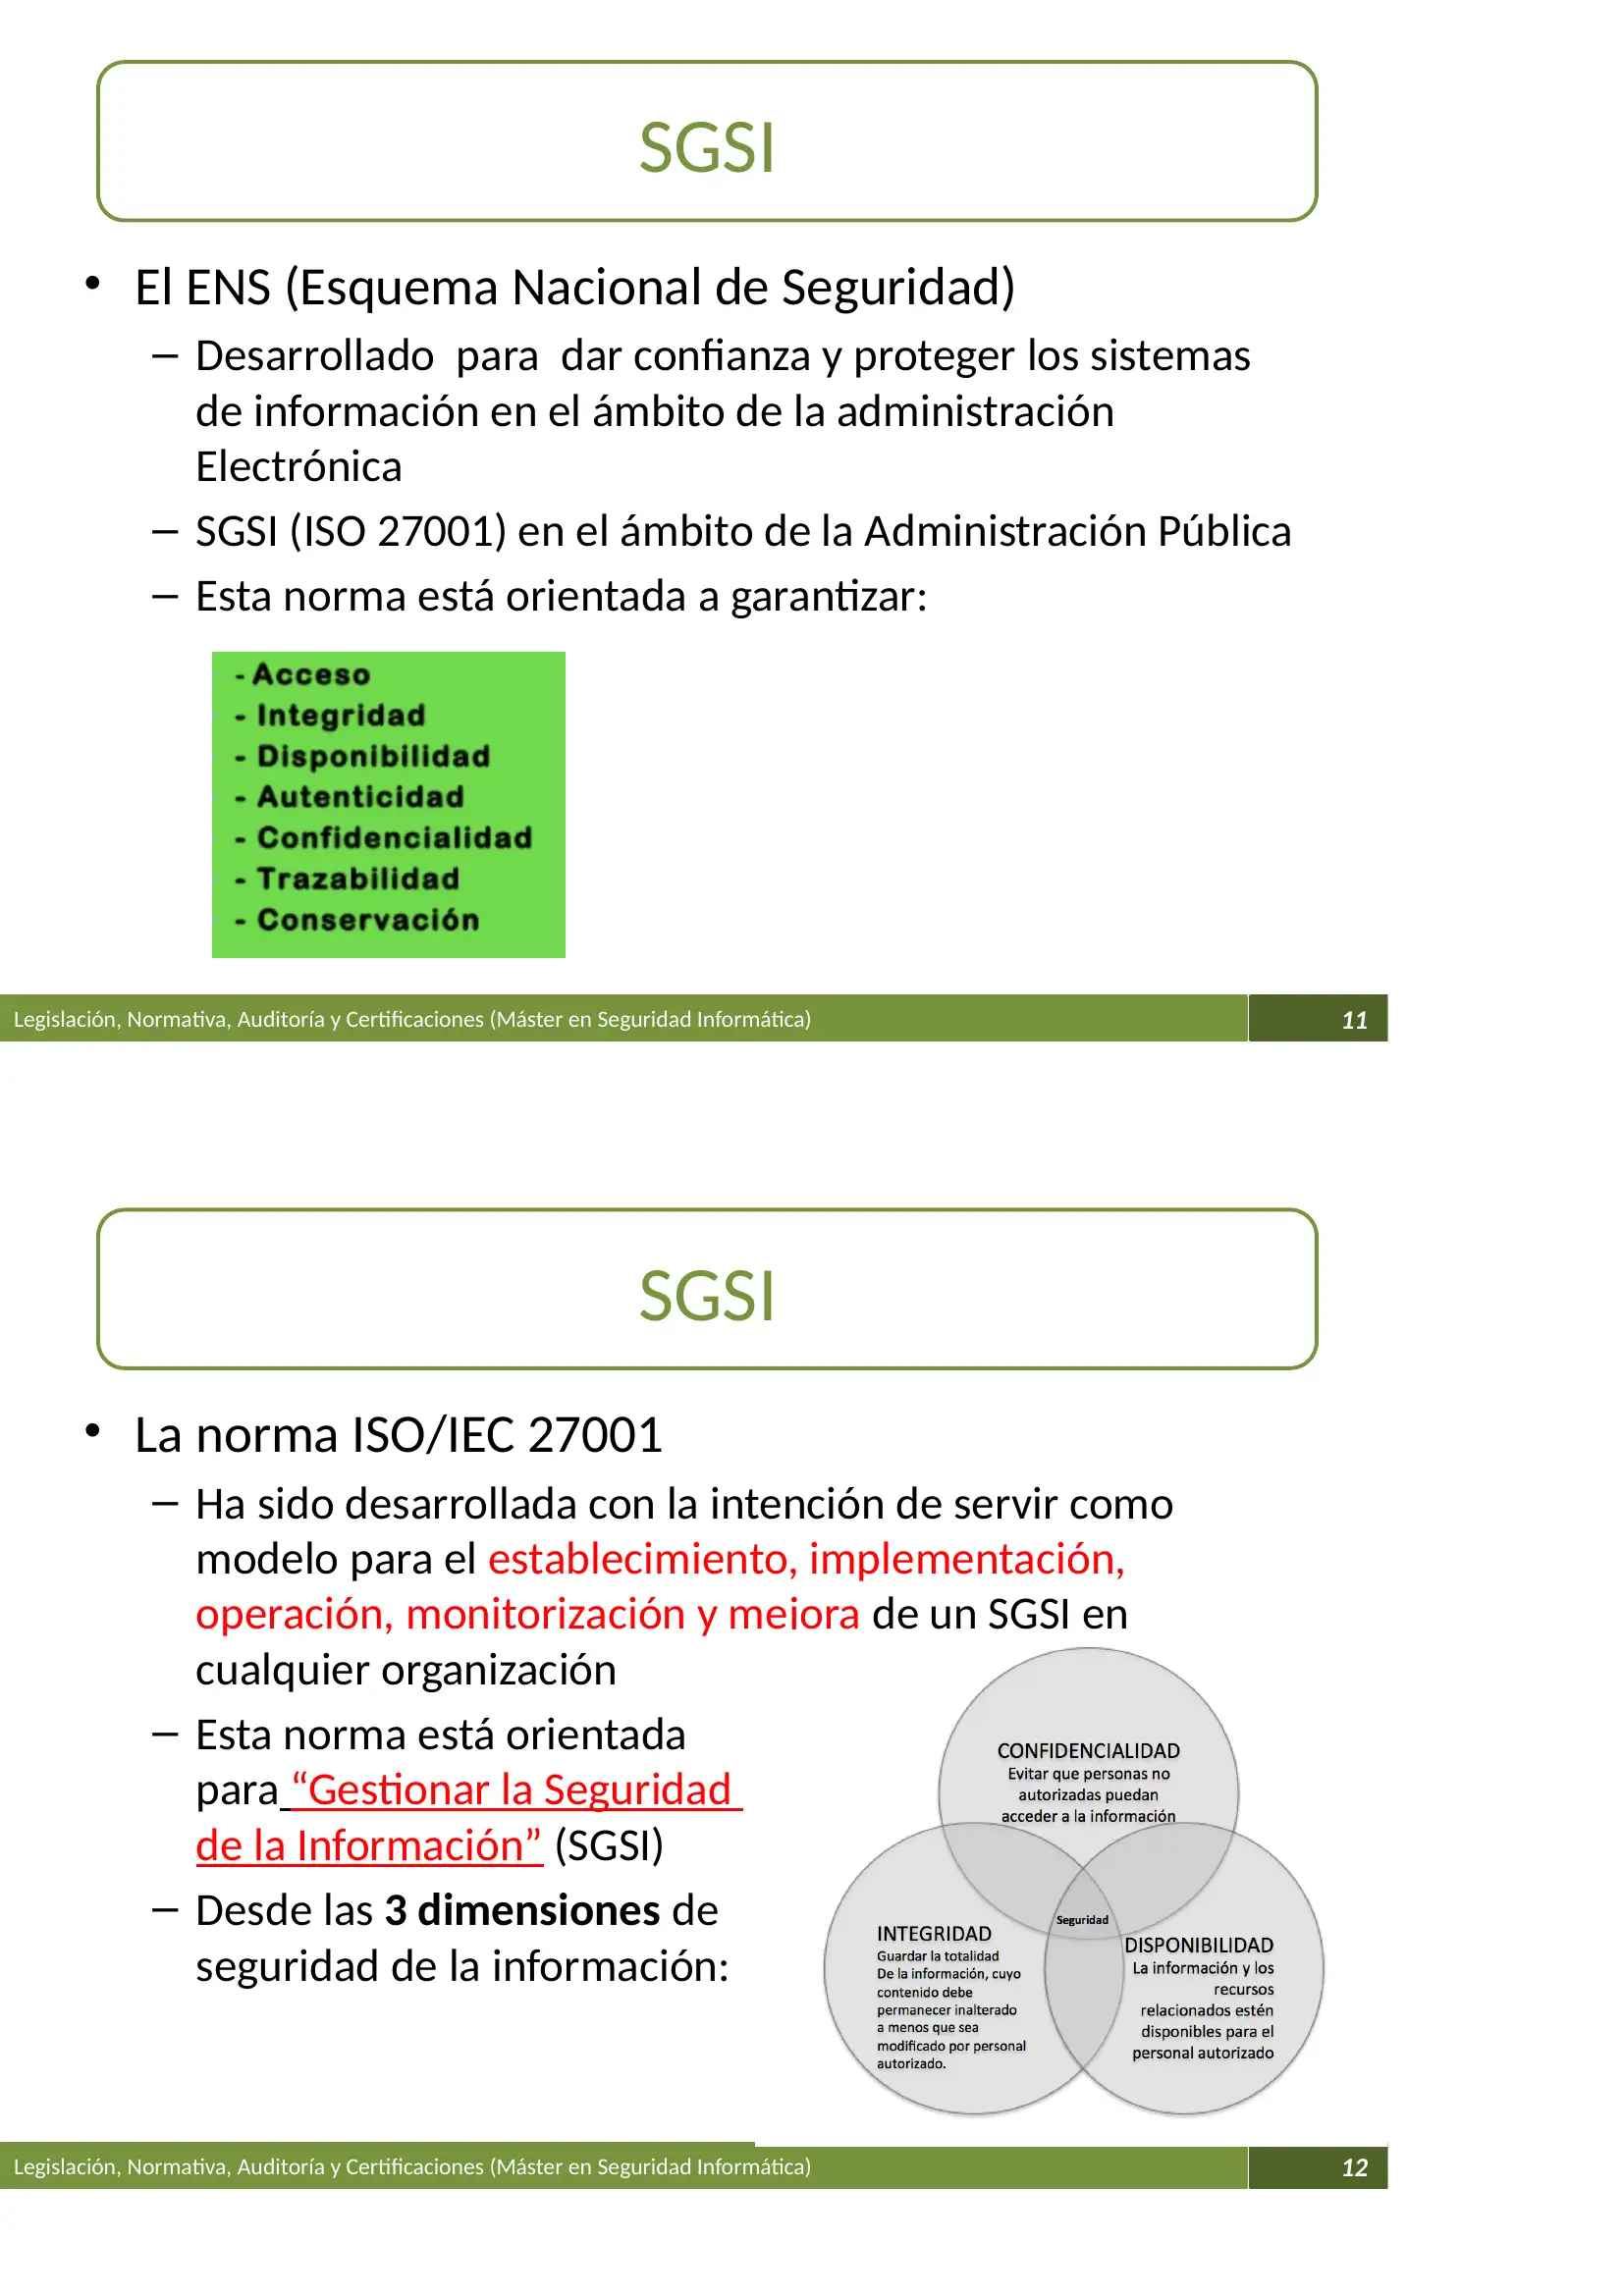 SGSI
• El ENS (Esquema Nacional de Seguridad)
– Desarrollado para dar confianza y proteger los sistemas
de información en el ámbito de la administración
Electrónica
– SGSI (ISO 27001) en el ámbito de la Administración Pública
– Esta norma está orientada a garantizar:
- Acceso
- Integridad
- Disponibilidad
- Autenticidad
- Confidencialidad
- Trazabilidad
- Conservación
Legislación, Normativa, Auditoría y Certificaciones (Máster en Seguridad Informática)
11
SGSI
• La norma ISO/IEC 27001
– Ha sido desarrollada con la intención de servir como
modelo para el establecimiento, implementación,
operación, monitorización y mejora de un SGSI en
cualquier organización
– Esta norma está orientada
para “Gestionar la Seguridad
de la Información” (SGSI)
– Desde las 3 dimensiones de
seguridad de la información:
CONFIDENCIALIDAD
Evitar que personas no
autorizadas puedan
acceder a la información
Seguridad
INTEGRIDAD
Guardar la totalidad
De la información, cuyo
contenido debe
permanecer inalterado
a menos que sea
modificado por personal
autorizado.
DISPONIBILIDAD
La información y los
recursos
relacionados estén
disponibles para el
personal autorizado
Legislación, Normativa, Auditoría y Certificaciones (Máster en Seguridad Informática)
12